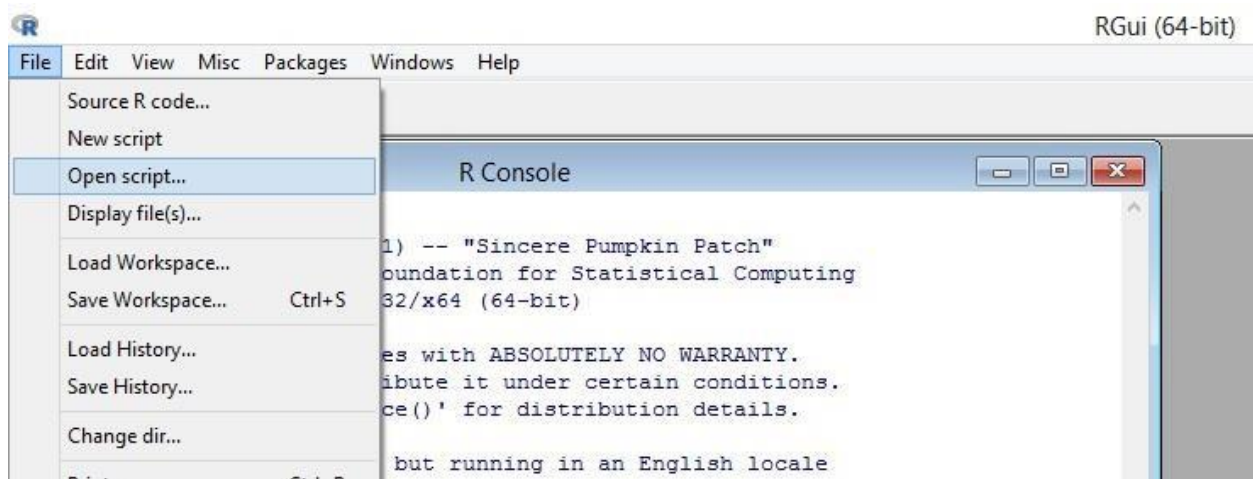 R
RGui (64-bit)
File Edit View Misc Packages Windows Help
Source R code...
New script
Open script...
Display file(s)...
Load Workspace...
Save Workspace... Ctrl+S
Load History...
Save History...
Change dir...
R Console
1) -- "Sincere Pumpkin Patch"
oundation for Statistical Computing
32/x64 (64-bit)
es with ABSOLUTELY NO WARRANTY.
ibute it under certain conditions.
ce()' for distribution details.
but running in an English locale